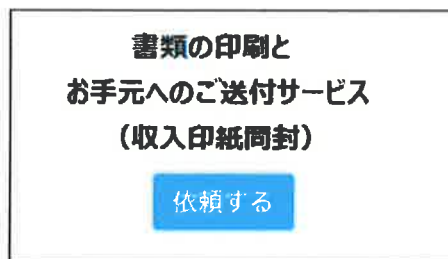 書類の印刷と
お手元へのご送付サービス
（収入印紙同封）
依頼する